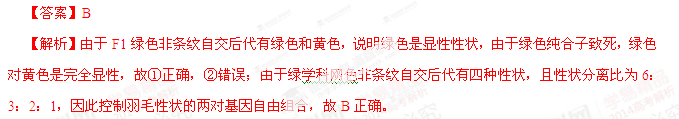 【答案】B
【解析】由于 F1 绿色非条纹自交后代有绿色和黄色，说明绿色是显性性状，由于绿色纯合子致死，绿色
对黄色是完全显性，故①正确，②错误；由于绿学科网色非条纹自交后代有四种性状，且性状分离比为 6：
3：2：1，因此控制羽毛性状的两对基因自由组合，故 B 正确。